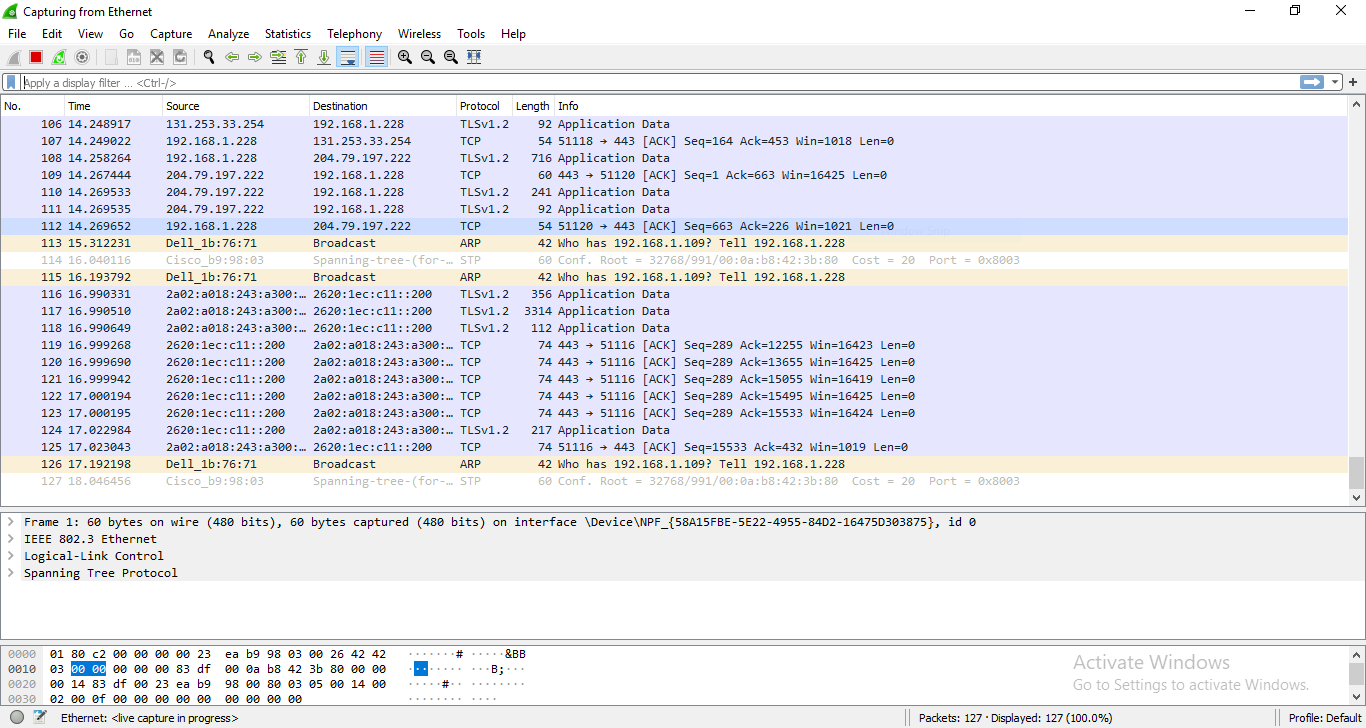 Capturing from Ethernet
File Edit View Go Capture Analyze Statistics Telephony Wireless Tools Help
Apply a display filter ... <Ctrl-/>
No. Time Source Destination Protocol Length Info
106 14.248917 131.253.33.254 192.168.1.228 TLSv1.2 92 Application Data
107 14.249022 192.168.1.228 131.253.33.254 TCP 54 51118 → 443 [ACK] Seq=164 Ack=453 Win=1018 Len=0
108 14.258264 192.168.1.228 204.79.197.222 TLSv1.2 716 Application Data
109 14.267444 204.79.197.222 192.168.1.228 TCP 60 443 → 51120 [ACK] Seq=1 Ack=663 Win=16425 Len=0
110 14.269533 204.79.197.222 192.168.1.228 TLSv1.2 241 Application Data
111 14.269535 204.79.197.222 192.168.1.228 TLSv1.2 92 Application Data
112 14.269652 192.168.1.228 204.79.197.222 TCP 54 51120 → 443 [ACK] Seq=663 Ack=226 Win=1021 Len=0
113 15.312231 Dell_1b:76:71 Broadcast ARP 42 Who has 192.168.1.109? Tell 192.168.1.228
114 16.040116 Cisco_b9:98:03 Spanning-tree-(for-… STP 60 Conf. Root = 32768/991/00:0a:b8:42:3b:80 Cost = 20 Port = 0x8003
115 16.193792 Dell_1b:76:71 Broadcast ARP 42 Who has 192.168.1.109? Tell 192.168.1.228
116 16.990331 2a02:a018:243:a300:… 2620:1ec:c11::200 TLSv1.2 356 Application Data
117 16.990510 2a02:a018:243:a300:… 2620:1ec:c11::200 TLSv1.2 3314 Application Data
118 16.990649 2a02:a018:243:a300:… 2620:1ec:c11::200 TLSv1.2 112 Application Data
119 16.999268 2620:1ec:c11::200 2a02:a018:243:a300:… TCP 74 443 → 51116 [ACK] Seq=289 Ack=12255 Win=16423 Len=0
120 16.999690 2620:1ec:c11::200 2a02:a018:243:a300:… TCP 74 443 → 51116 [ACK] Seq=289 Ack=13655 Win=16425 Len=0
121 16.999942 2620:1ec:c11::200 2a02:a018:243:a300:… TCP 74 443 → 51116 [ACK] Seq=289 Ack=15055 Win=16419 Len=0
122 17.000194 2620:1ec:c11::200 2a02:a018:243:a300:… TCP 74 443 → 51116 [ACK] Seq=289 Ack=15495 Win=16425 Len=0
123 17.000195 2620:1ec:c11::200 2a02:a018:243:a300:… TCP 74 443 → 51116 [ACK] Seq=289 Ack=15533 Win=16424 Len=0
124 17.022984 2620:1ec:c11::200 2a02:a018:243:a300:… TLSv1.2 217 Application Data
125 17.023043 2a02:a018:243:a300:… 2620:1ec:c11::200 TCP 74 51116 → 443 [ACK] Seq=15533 Ack=432 Win=1019 Len=0
126 17.192198 Dell_1b:76:71 Broadcast ARP 42 Who has 192.168.1.109? Tell 192.168.1.228
127 18.046456 Cisco_b9:98:03 Spanning-tree-(for-… STP 60 Conf. Root = 32768/991/00:0a:b8:42:3b:80 Cost = 20 Port = 0x8003
Frame 1: 60 bytes on wire (480 bits), 60 bytes captured (480 bits) on interface \Device\NPF_{58A15FBE-5E22-4955-84D2-16475D303875}, id 0
IEEE 802.3 Ethernet
Logical-Link Control
Spanning Tree Protocol
0000 01 80 c2 00 00 00 00 23 ea b9 98 03 00 26 42 42 ·······# ·····&BB
0010 03 00 00 00 00 00 83 df 00 0a b8 42 3b 80 00 00 ········ ···B;···
0020 00 14 83 df 00 23 ea b9 98 00 80 03 05 00 14 00 ·····#·· ········
0030 02 00 0f 00 00 00 00 00 00 00 00 00 ········ ····
Activate Windows
Go to Settings to activate Windows.
Ethernet: <live capture in progress> Packets: 127 · Displayed: 127 (100.0%) Profile: Default